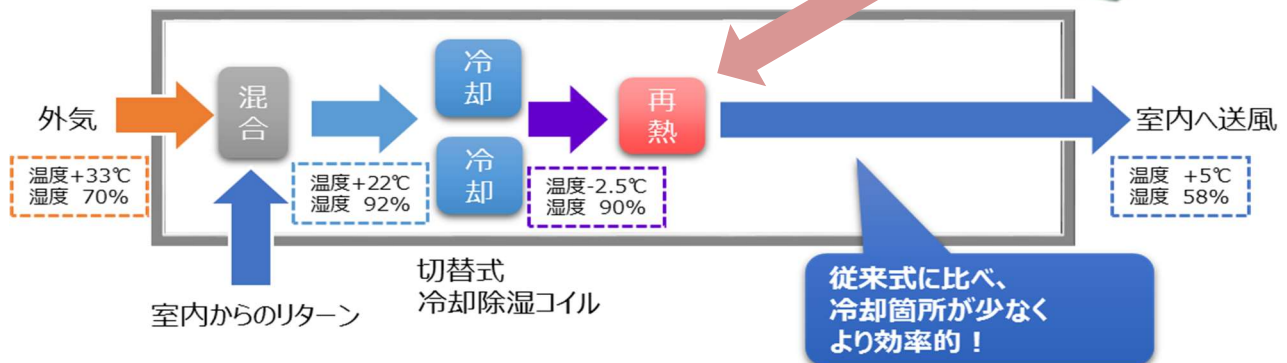 外気
温度+33℃
湿度 70%
混
合
室内からのリターン
温度+22℃
湿度 92%
冷
却
冷
却
切替式
冷却除湿コイル
温度-2.5℃
湿度 90%
再
熱
室内へ送風
温度 +5℃
湿度 58%
従来式に比べ、
冷却箇所が少なく
より効率的！